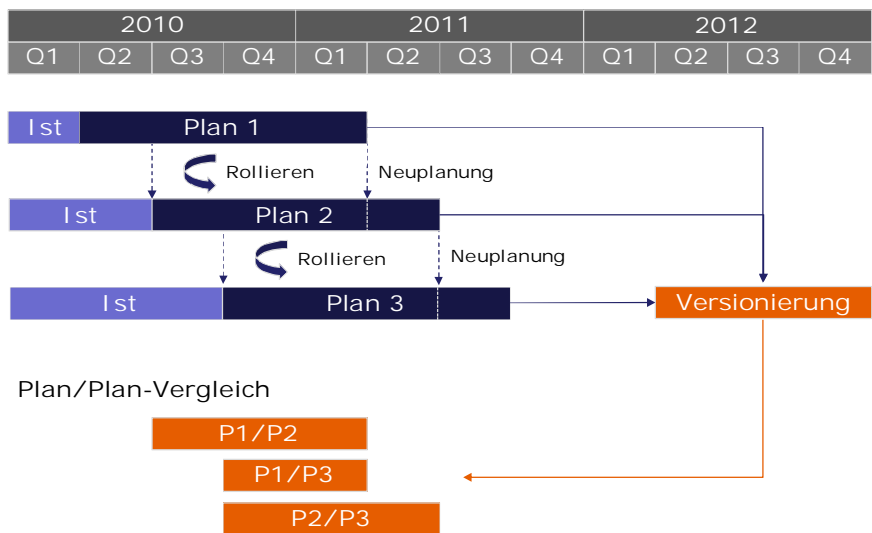 2010 2011 2012
Q1 Q2 Q3 Q4 Q1 Q2 Q3 Q4 Q1 Q2 Q3 Q4
Ist Plan 1
Rollieren Neuplanung
Ist Plan 2
Rollieren Neuplanung
Ist Plan 3 Versionierung
Plan/Plan-Vergleich
P1/P2
P1/P3
P2/P3